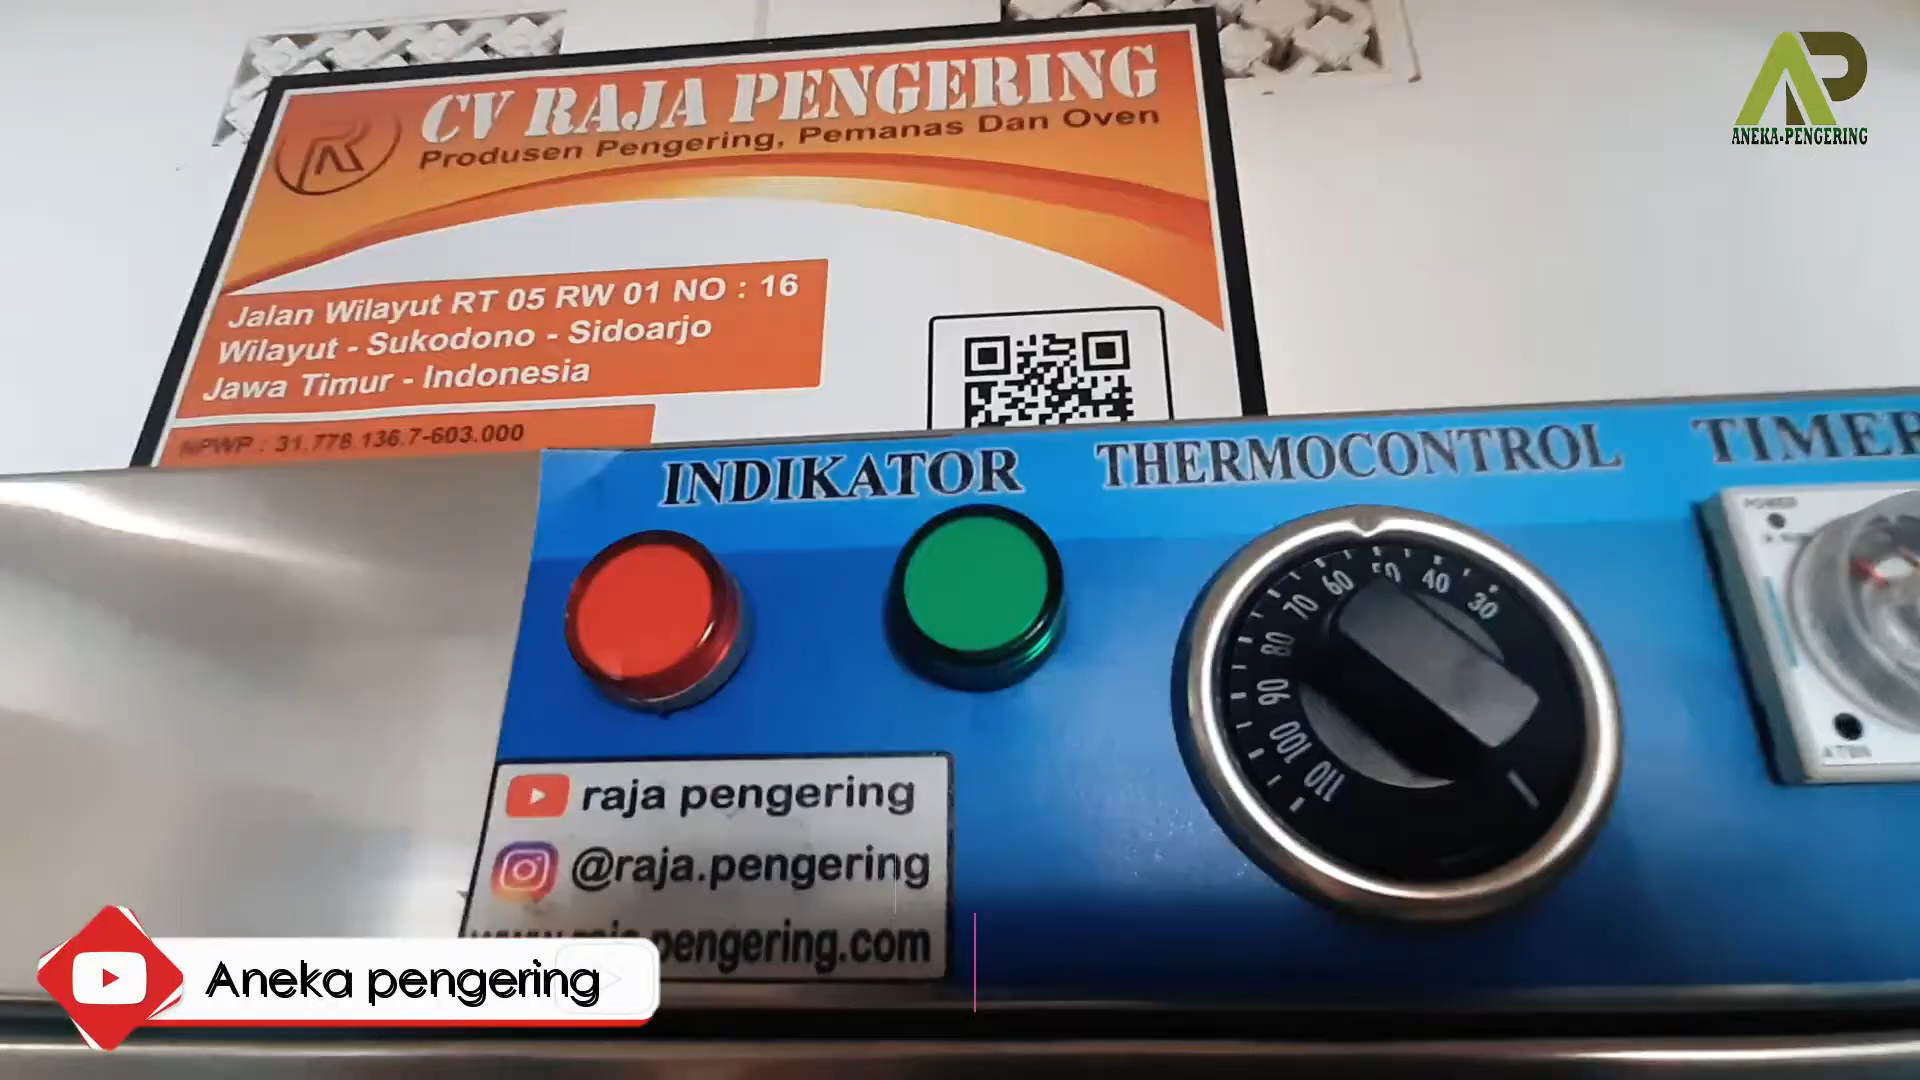 CV RAJA PENGERING
Produsen Pengering, Pemanas Dan Oven
ANEKA-PENGERING
Jalan Wilayut RT 05 RW 01 NO : 16
Wilayut - Sukodono - Sidoarjo
Jawa Timur - Indonesia
NPWP : 31.778.136.7-603.000
INDIKATOR
THERMOCONTROL
TIMER
POWER
30
40
50
60
70
80
90
100
110
raja pengering
@raja.pengering
pengering.com
Aneka pengering